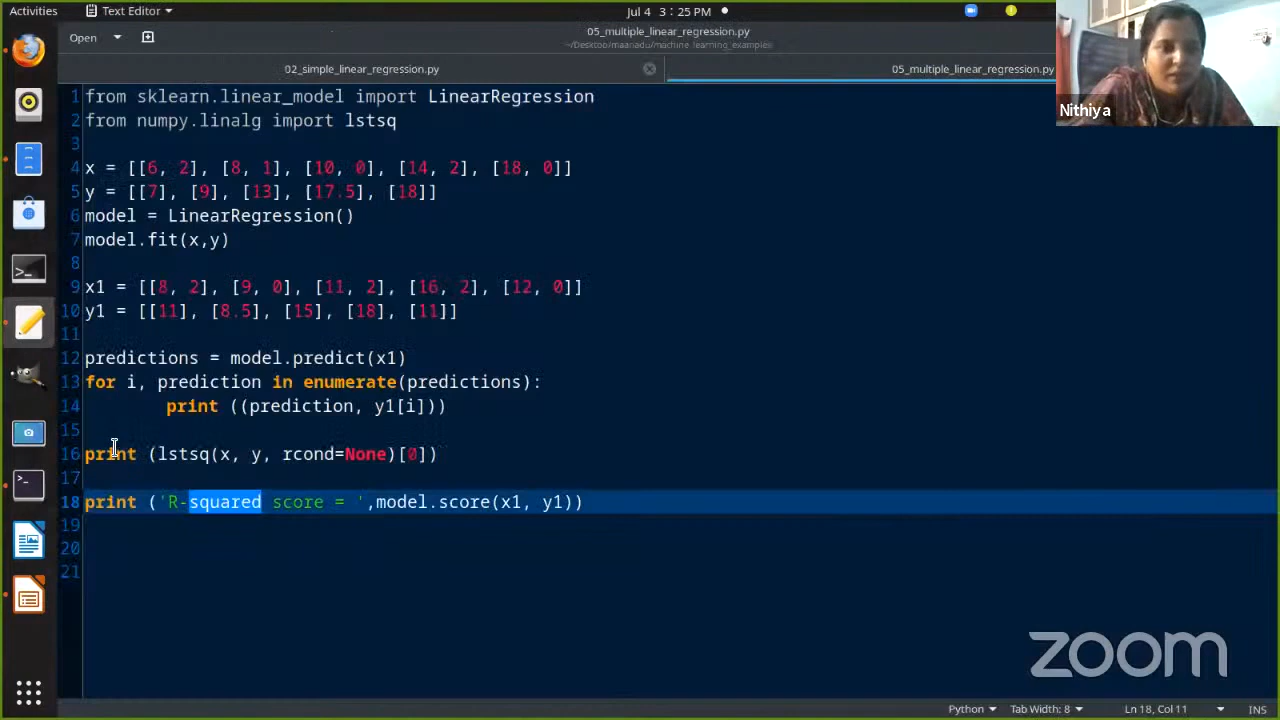 Activities
Text Editor
Jul 4 3:25 PM
Open
05_multiple_linear_regression.py
~/Desktop/maanadu/machine learning_examples
02_simple_linear_regression.py
05_multiple_linear_regression.py
Nithiya
1 from sklearn.linear_model import LinearRegression
2 from numpy.linalg import lstsq
3
4 x = [[6, 2], [8, 1], [10, 0], [14, 2], [18, 0]]
5 y = [[7], [9], [13], [17.5], [18]]
6 model = LinearRegression()
7 model.fit(x,y)
8
9 x1 = [[8, 2], [9, 0], [11, 2], [16, 2], [12, 0]]
10 y1 = [[11], [8.5], [15], [18], [11]]
11
12 predictions = model.predict(x1)
13 for i, prediction in enumerate(predictions):
14 print ((prediction, y1[i]))
15
16 print (lstsq(x, y, rcond=None)[0])
17
18 print ('R-squared score = ',model.score(x1, y1))
19
20
21
zoom
Python
Tab Width: 8
Ln 18, Col 11
INS